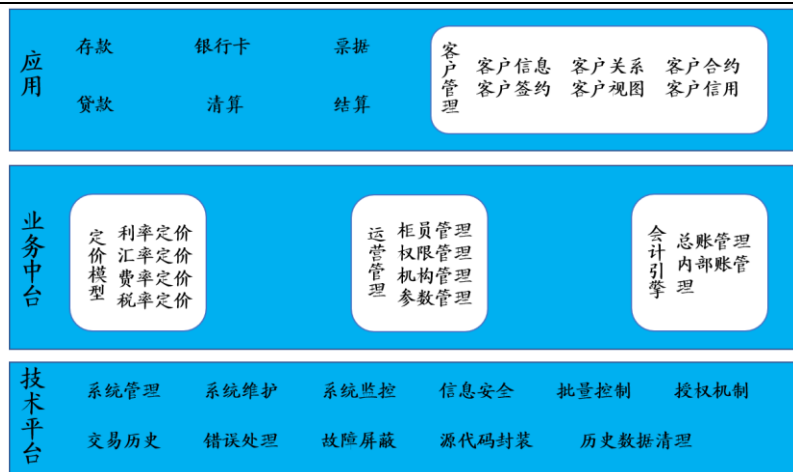 应用
存款 银行卡 票据
贷款 清算 结算
客户管理
客户信息 客户关系 客户合约
客户签约 客户视图 客户信用
业务中台
定价模型
利率定价
汇率定价
费率定价
税率定价
运营管理
柜员管理
权限管理
机构管理
参数管理
会计引擎
总账管理
内部账管
理
技术平台
系统管理 系统维护 系统监控 信息安全 批量控制 授权机制
交易历史 错误处理 故障屏蔽 源代码封装 历史数据清理